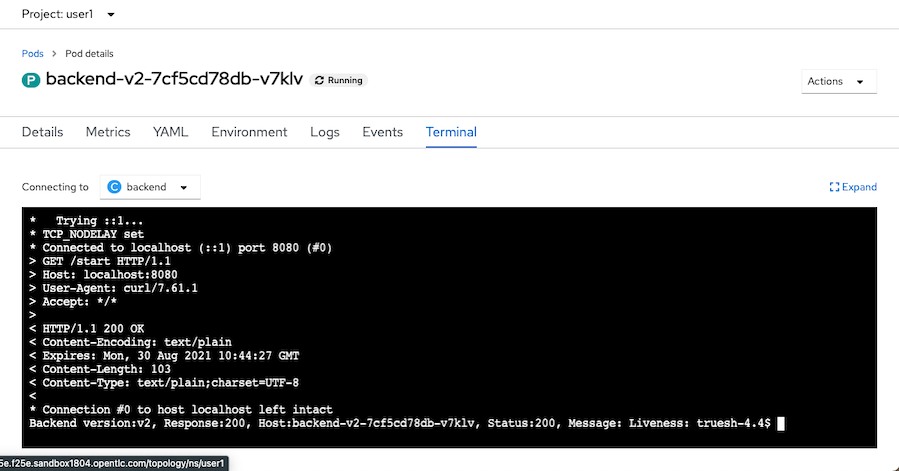 Project: user1
Pods > Pod details
P backend-v2-7cf5cd78db-v7klv Running
Actions
Details Metrics YAML Environment Logs Events Terminal
Connecting to C backend
Expand
* Trying ::1...
* TCP_NODELAY set
* Connected to localhost (::1) port 8080 (#0)
> GET /start HTTP/1.1
> Host: localhost:8080
> User-Agent: curl/7.61.1
> Accept: */*
>
< HTTP/1.1 200 OK
< Content-Encoding: text/plain
< Expires: Mon, 30 Aug 2021 10:44:27 GMT
< Content-Length: 103
< Content-Type: text/plain;charset=UTF-8
<
* Connection #0 to host localhost left intact
Backend version:v2, Response:200, Host:backend-v2-7cf5cd78db-v7klv, Status:200, Message: Liveness: truesh-4.4$
5e.f25e.sandbox1804.opentlc.com/topology/ns/user1